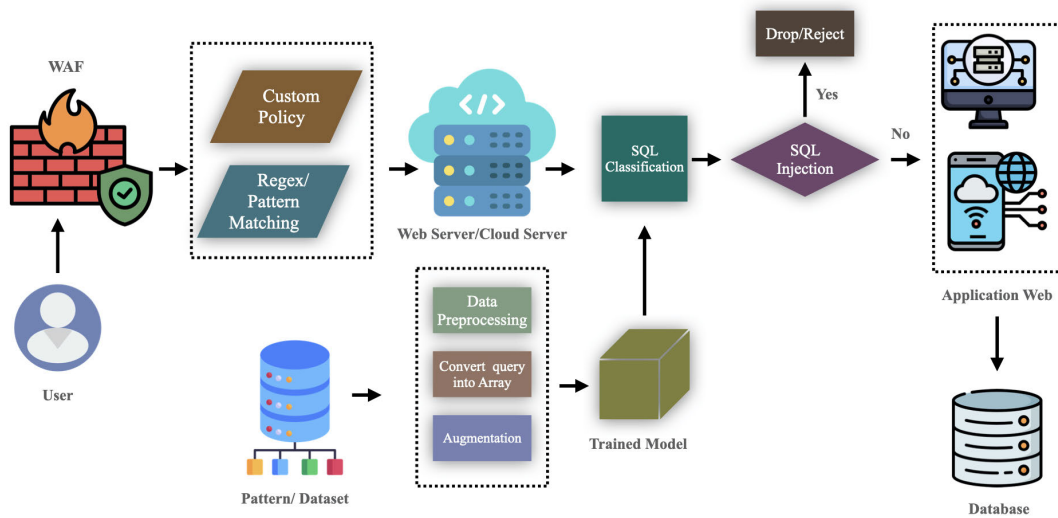 WAF
Custom
Policy
Regex/
Pattern
Matching
</>
Web Server/Cloud Server
SQL
Classification
SQL
Injection
Yes
Drop/Reject
No
Application Web
User
Pattern/ Dataset
Data
Preprocessing
Convert query
into Array
Augmentation
Trained Model
Database